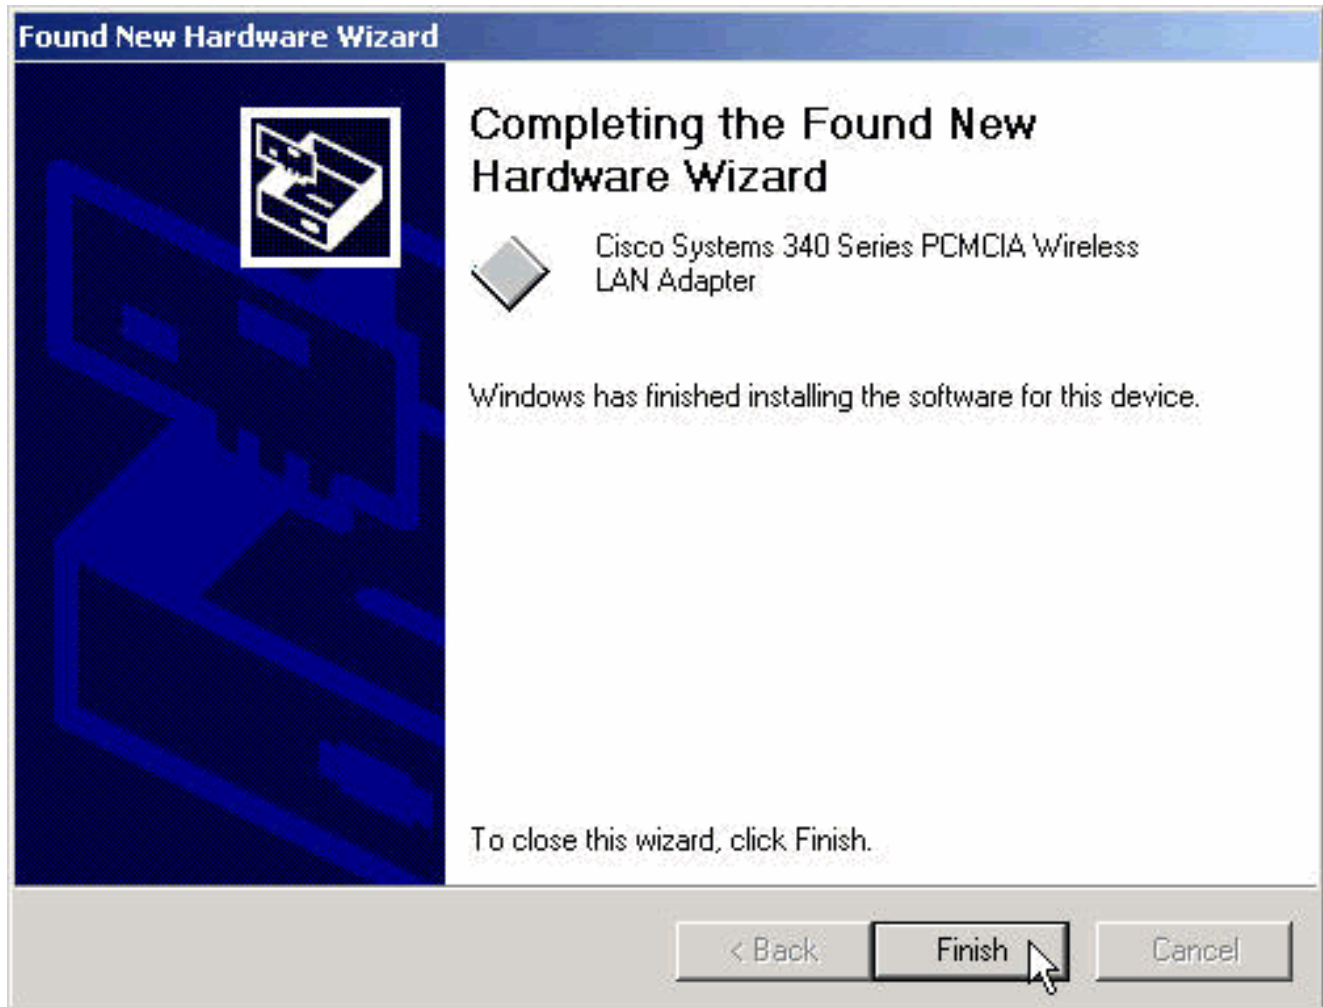 Found New Hardware Wizard
Completing the Found New
Hardware Wizard
Cisco Systems 340 Series PCMCIA Wireless
LAN Adapter
Windows has finished installing the software for this device.
To close this wizard, click Finish.
< Back
Finish
Cancel